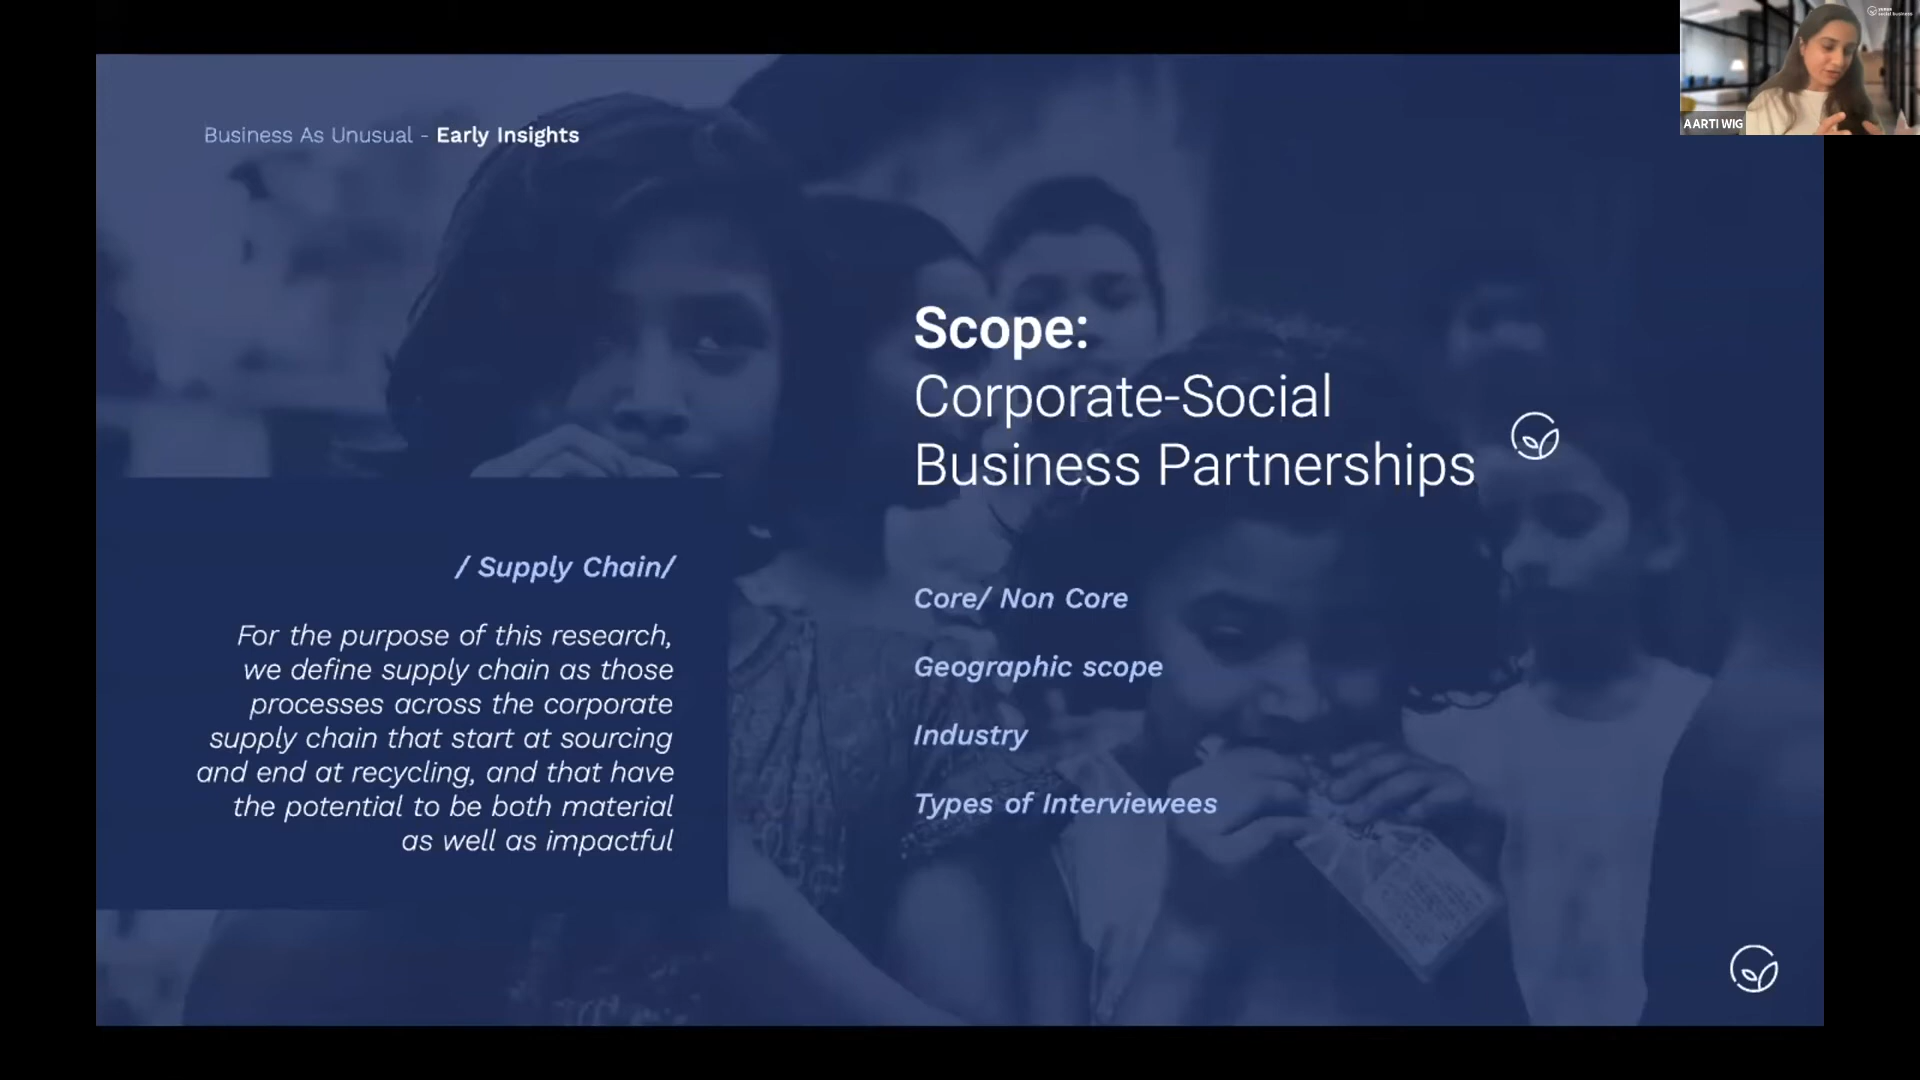 Business As Unusual - Early Insights
Scope:
Corporate-Social
Business Partnerships
/ Supply Chain/
For the purpose of this research,
we define supply chain as those
processes across the corporate
supply chain that start at sourcing
and end at recycling, and that have
the potential to be both material
as well as impactful
Core/ Non Core
Geographic scope
Industry
Types of Interviewees
AARTI WIG
social business